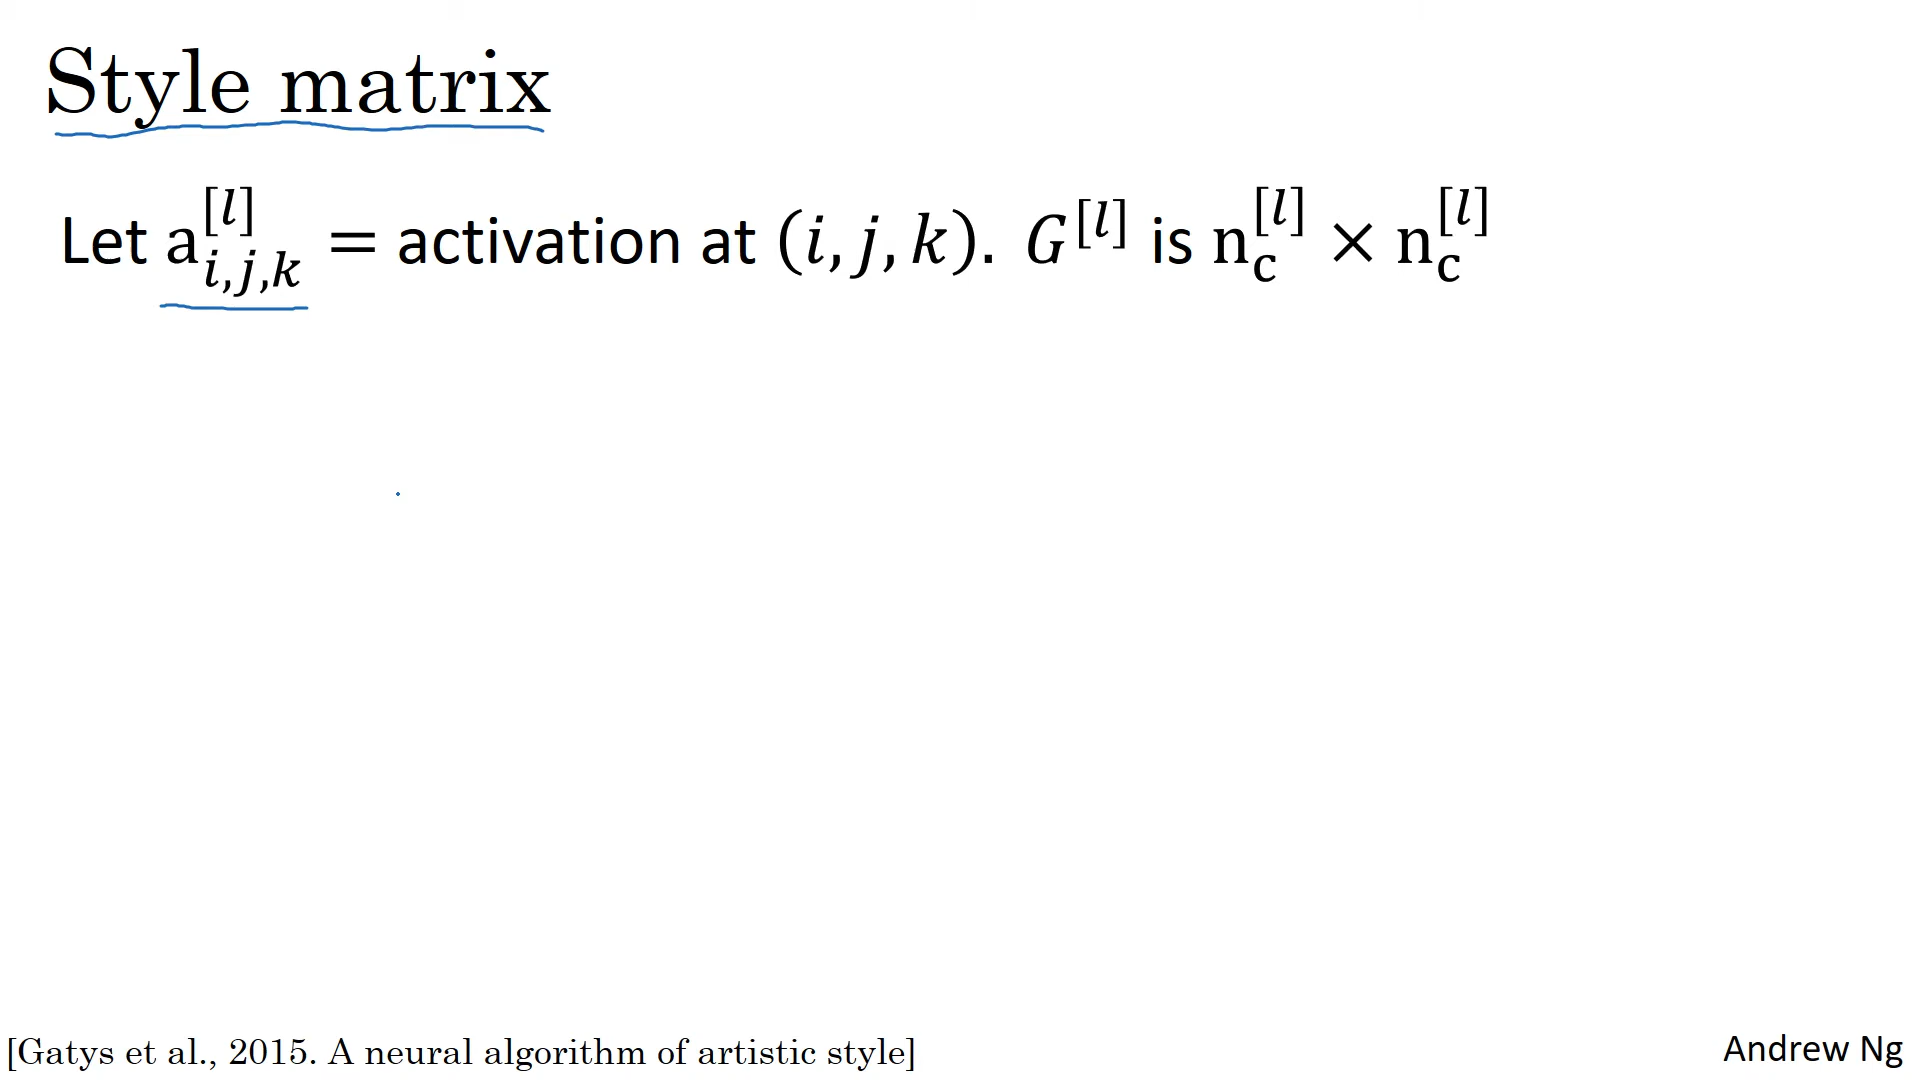 Style matrix
Let a^{[l]}_{i,j,k} = activation at (i, j, k). G^{[l]} is n_c^{[l]} × n_c^{[l]}
[Gatys et al., 2015. A neural algorithm of artistic style]
Andrew Ng